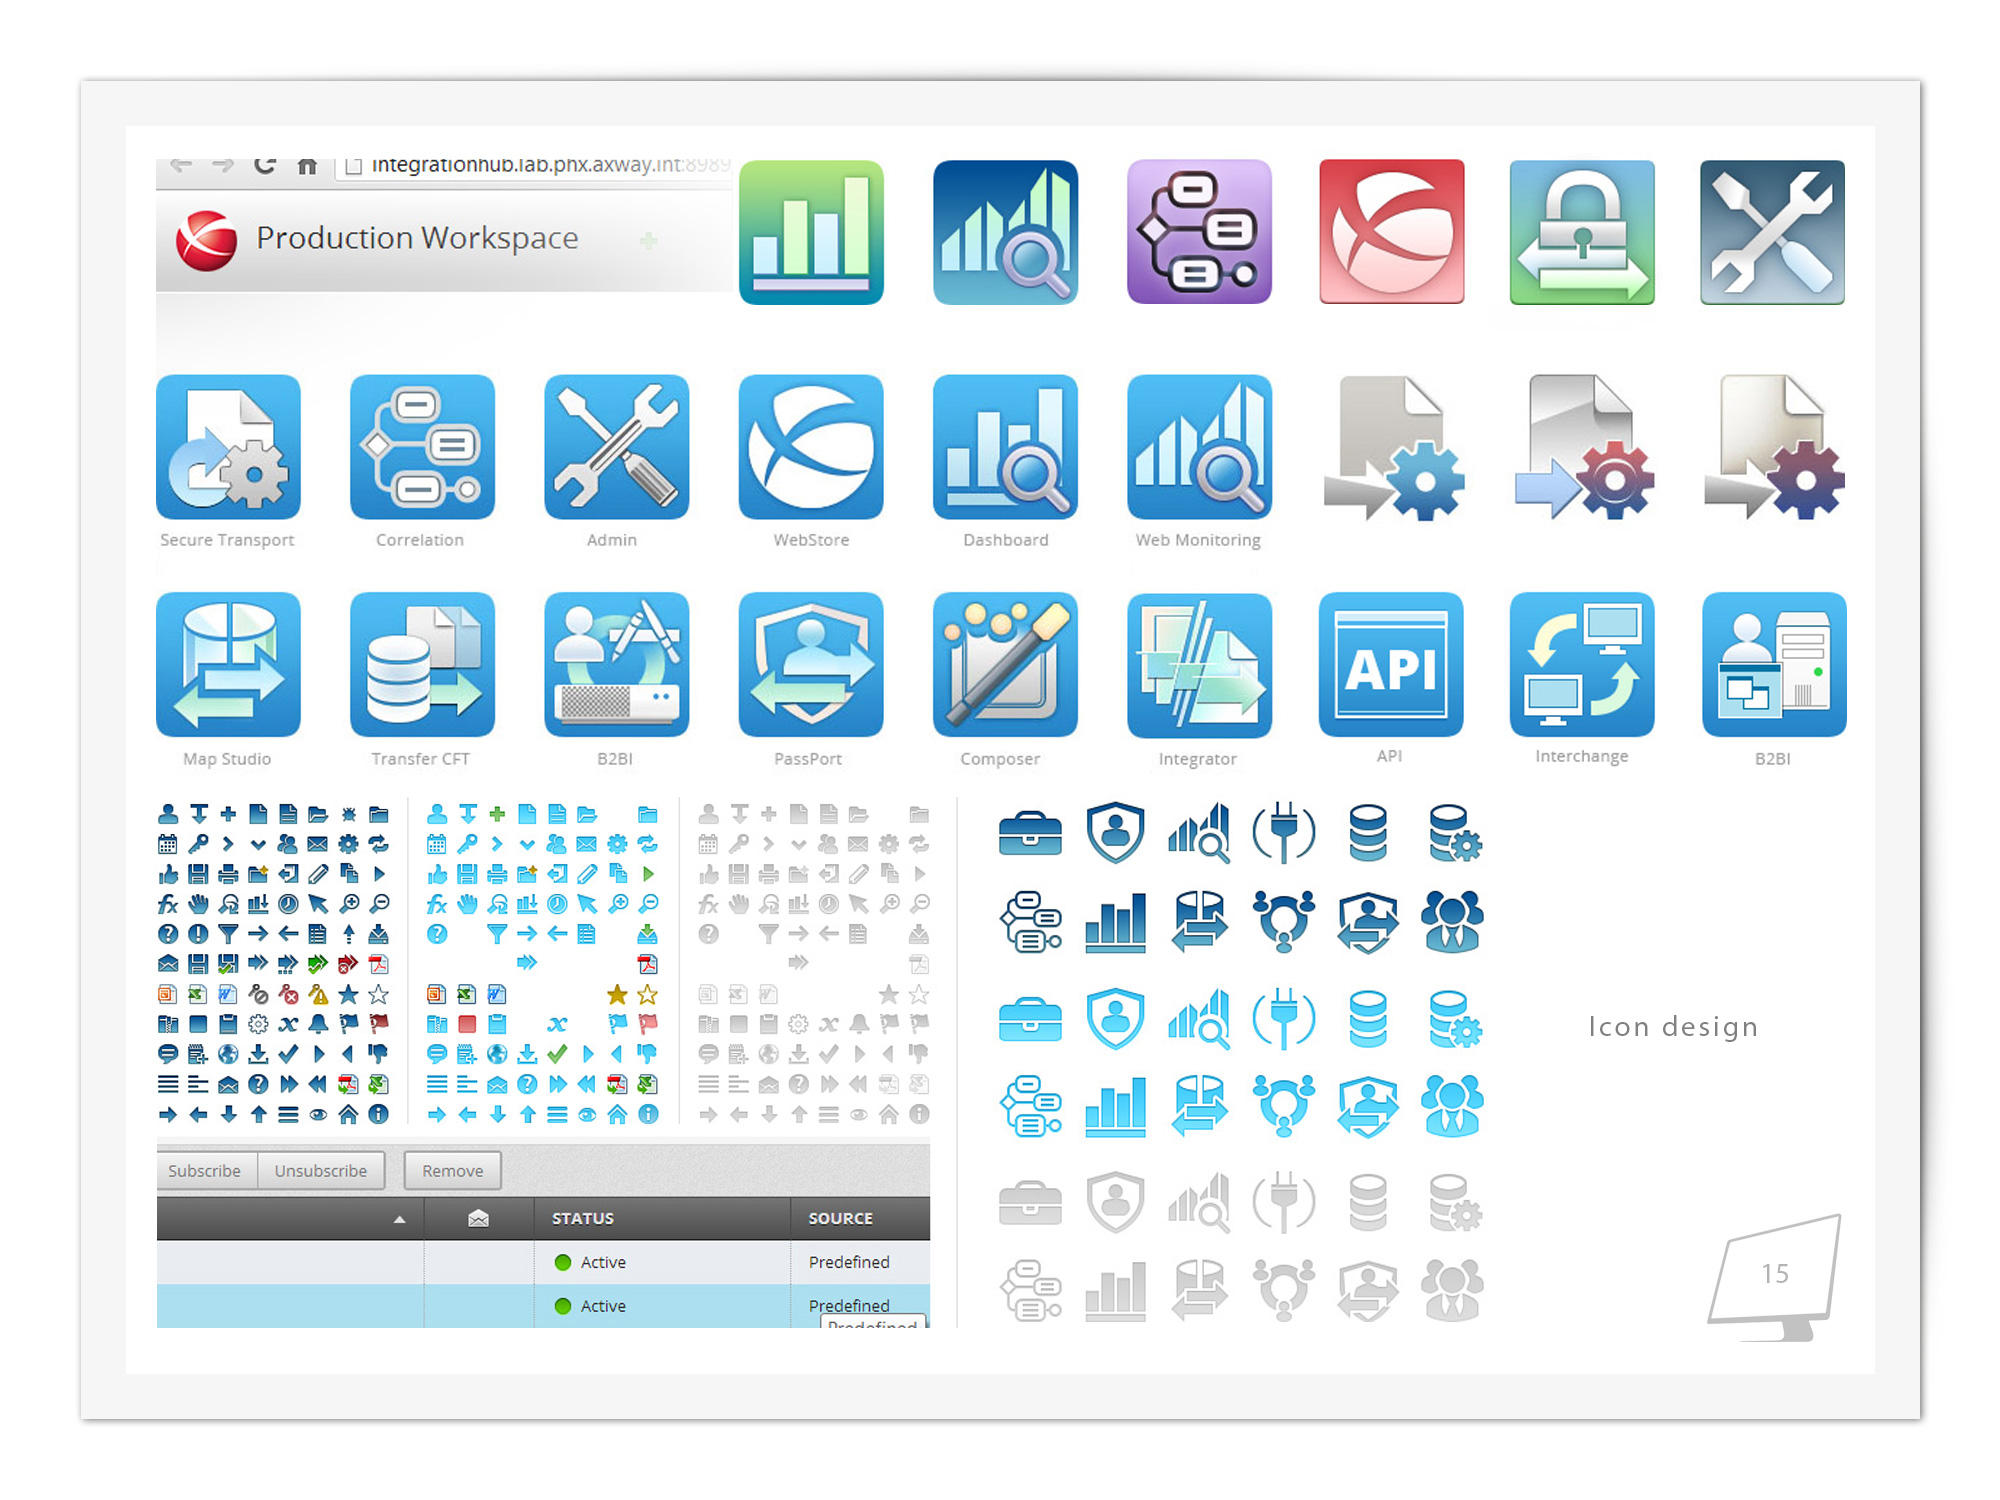 integrationhub.lab.phx.axway.int:8989
Production Workspace
Secure Transport
Correlation
Admin
WebStore
Dashboard
Web Monitoring
API
Map Studio
Transfer CFT
B2BI
PassPort
Composer
Integrator
API
Interchange
B2BI
Icon design
Subscribe
Unsubscribe
Remove
STATUS
SOURCE
Active
Predefined
Active
Predefined
Predefined
15